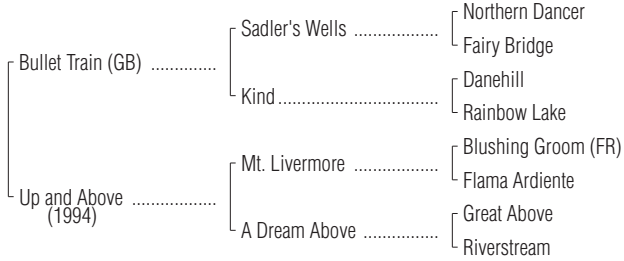 Northern Dancer
Sadler's Wells ..................
Fairy Bridge
Bullet Train (GB) ..............
Danehill
Kind ..................................
Rainbow Lake
Blushing Groom (FR)
Mt. Livermore ..................
Flama Ardiente
Up and Above ..................
(1994)
Great Above
A Dream Above ................
Riverstream